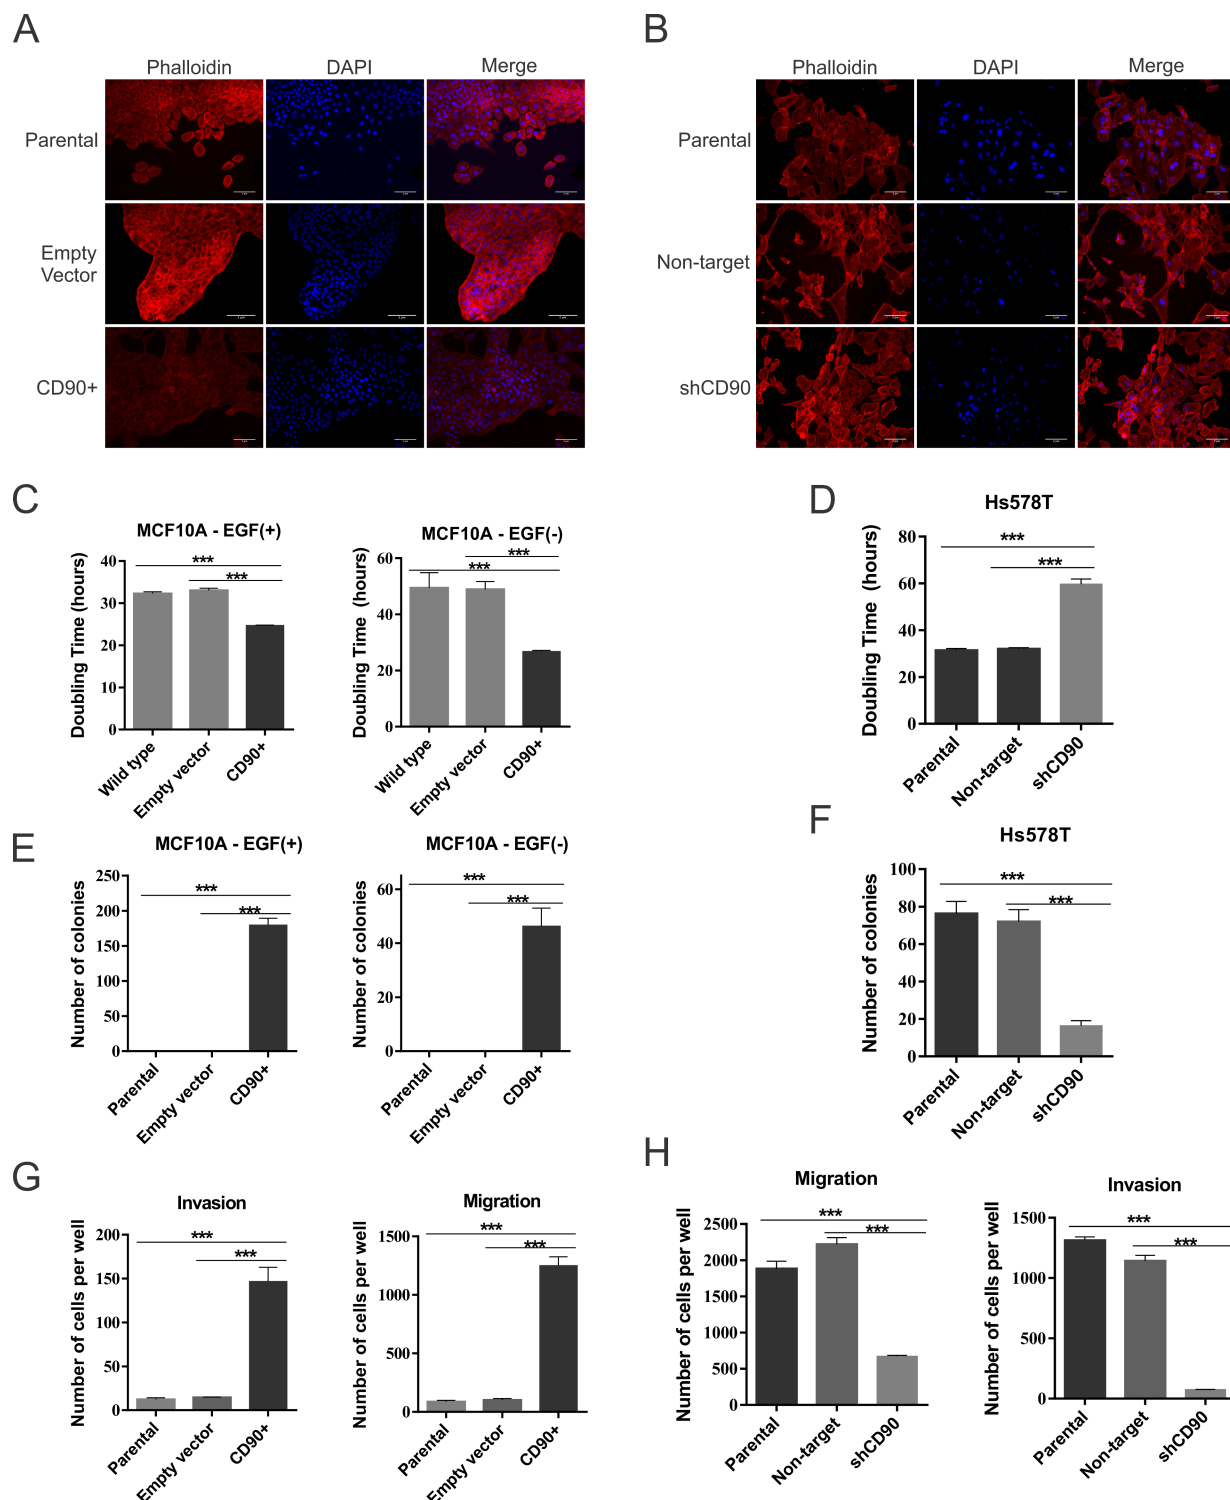 A
Phalloidin DAPI Merge
Parental
Empty
Vector
CD90+
B
Phalloidin DAPI Merge
Parental
Non-target
shCD90
C
MCF10A - EGF(+)
Doubling Time (hours)
40
30
20
10
0
*** 
***
Wild type
Empty vector
CD90+
MCF10A - EGF(-)
Doubling Time (hours)
60
40
20
0
***
***
Wild type
Empty vector
CD90+
D
Hs578T
Doubling Time (hours)
80
60
40
20
0
***
***
Parental
Non-target
shCD90
E
MCF10A - EGF(+)
Number of colonies
250
200
150
100
50
0
***
***
Parental
Empty vector
CD90+
MCF10A - EGF(-)
Number of colonies
60
40
20
0
***
***
Parental
Empty vector
CD90+
F
Hs578T
Number of colonies
100
80
60
40
20
0
***
***
Parental
Non-target
shCD90
G
Invasion
Number of cells per well
200
150
100
50
0
***
***
Parental
Empty vector
CD90+
Migration
Number of cells per well
1500
1000
500
0
***
***
Parental
Empty vector
CD90+
H
Migration
Number of cells per well
2500
2000
1500
1000
500
0
***
***
Parental
Non-target
shCD90
Invasion
Number of cells per well
1500
1000
500
0
***
***
Parental
Non-target
shCD90